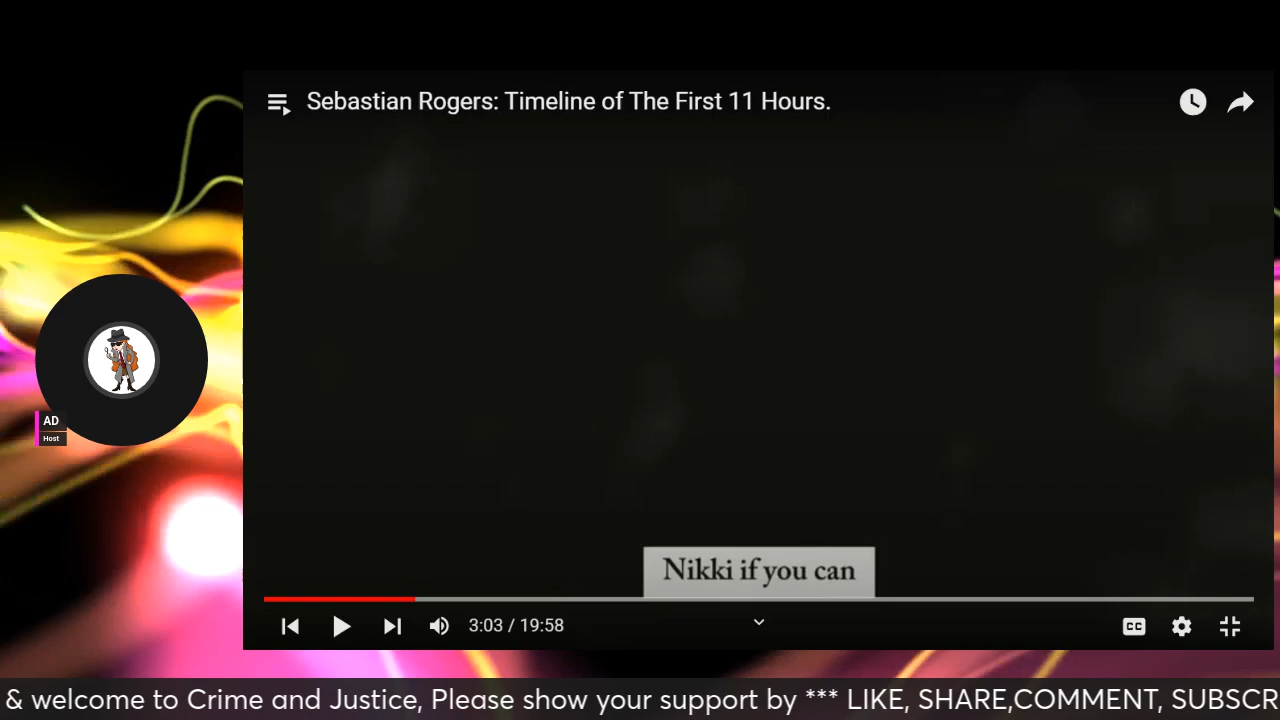 Sebastian Rogers: Timeline of The First 11 Hours.
AD
Host
Nikki if you can
3:03 / 19:58
CC
& welcome to Crime and Justice, Please show your support by *** LIKE, SHARE,COMMENT, SUBSCR